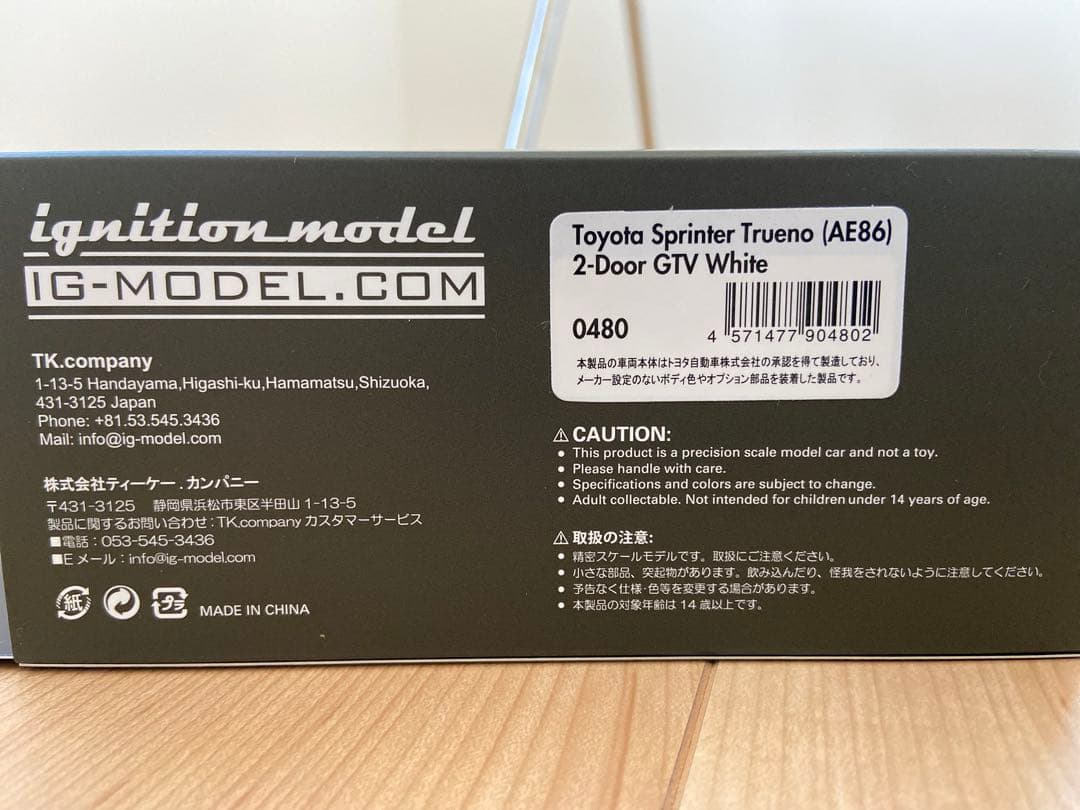 ignition model
IG-MODEL.COM
TK.company
1-13-5 Handayama,Higashi-ku,Hamamatsu,Shizuoka,
431-3125 Japan
Phone: +81.53.545.3436
Mail: info@ig-model.com
株式会社ティーケー．カンパニー
〒431-3125 静岡県浜松市東区半田山1-13-5
製品に関するお問い合わせ：TK.company カスタマーサービス
■電話：053-545-3436
■Eメール：info@ig-model.com
紙
プラ
MADE IN CHINA
Toyota Sprinter Trueno (AE86)
2-Door GTV White
0480
4 571477 904802
本製品の車両本体はトヨタ自動車株式会社の承認を得て製造しており、
メーカー設定のないボディ色やオプション部品を装着した製品です。
⚠ CAUTION:
● This product is a precision scale model car and not a toy.
● Please handle with care.
● Specifications and colors are subject to change.
● Adult collectable. Not intended for children under 14 years of age.
⚠ 取扱の注意:
● 精密スケールモデルです。取扱にご注意ください。
● 小さな部品、突起物があります。飲み込んだり、怪我をされないように注意してください。
● 予告なく仕様・色等を変更する場合があります。
● 本製品の対象年齢は14歳以上です。